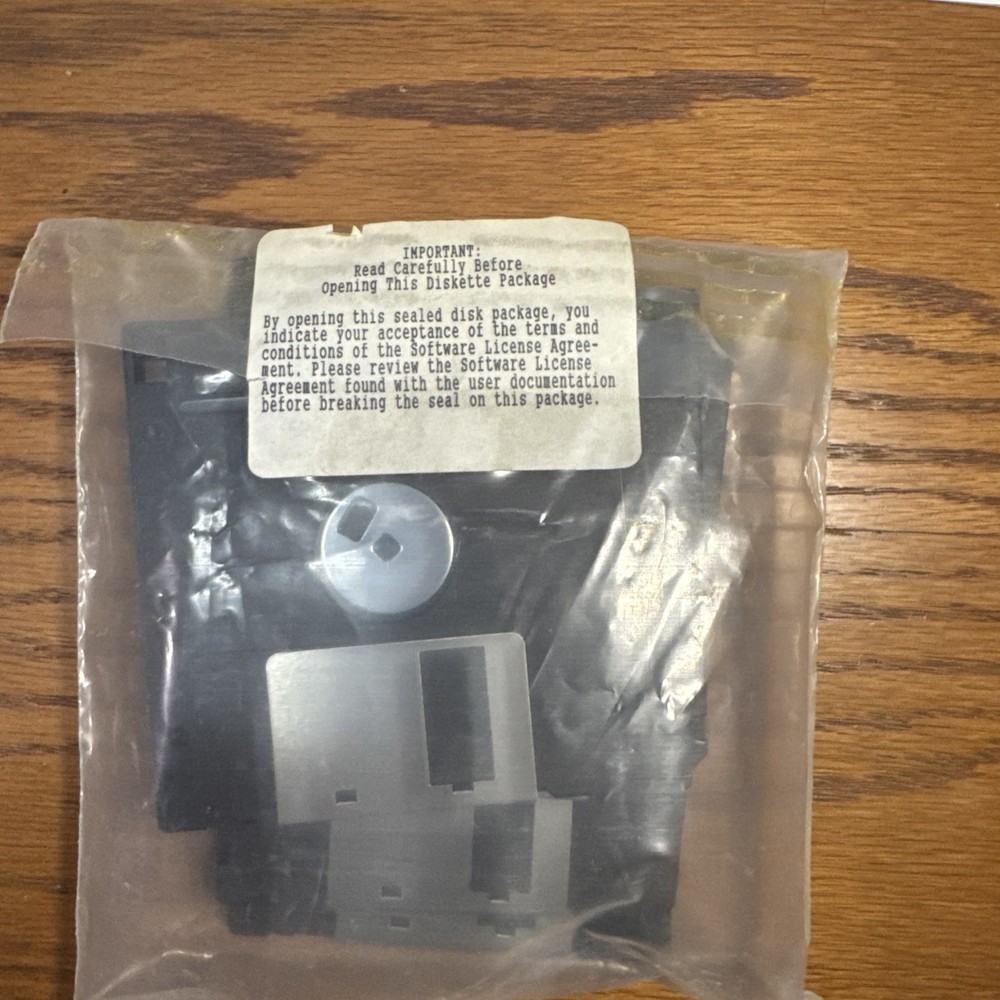 IMPORTANT:
Read Carefully Before
Opening This Diskette Package
By opening this sealed disk package, you
indicate your acceptance of the terms and
conditions of the Software License Agree-
ment. Please review the Software License
Agreement found with the user documentation
before breaking the seal on this package.